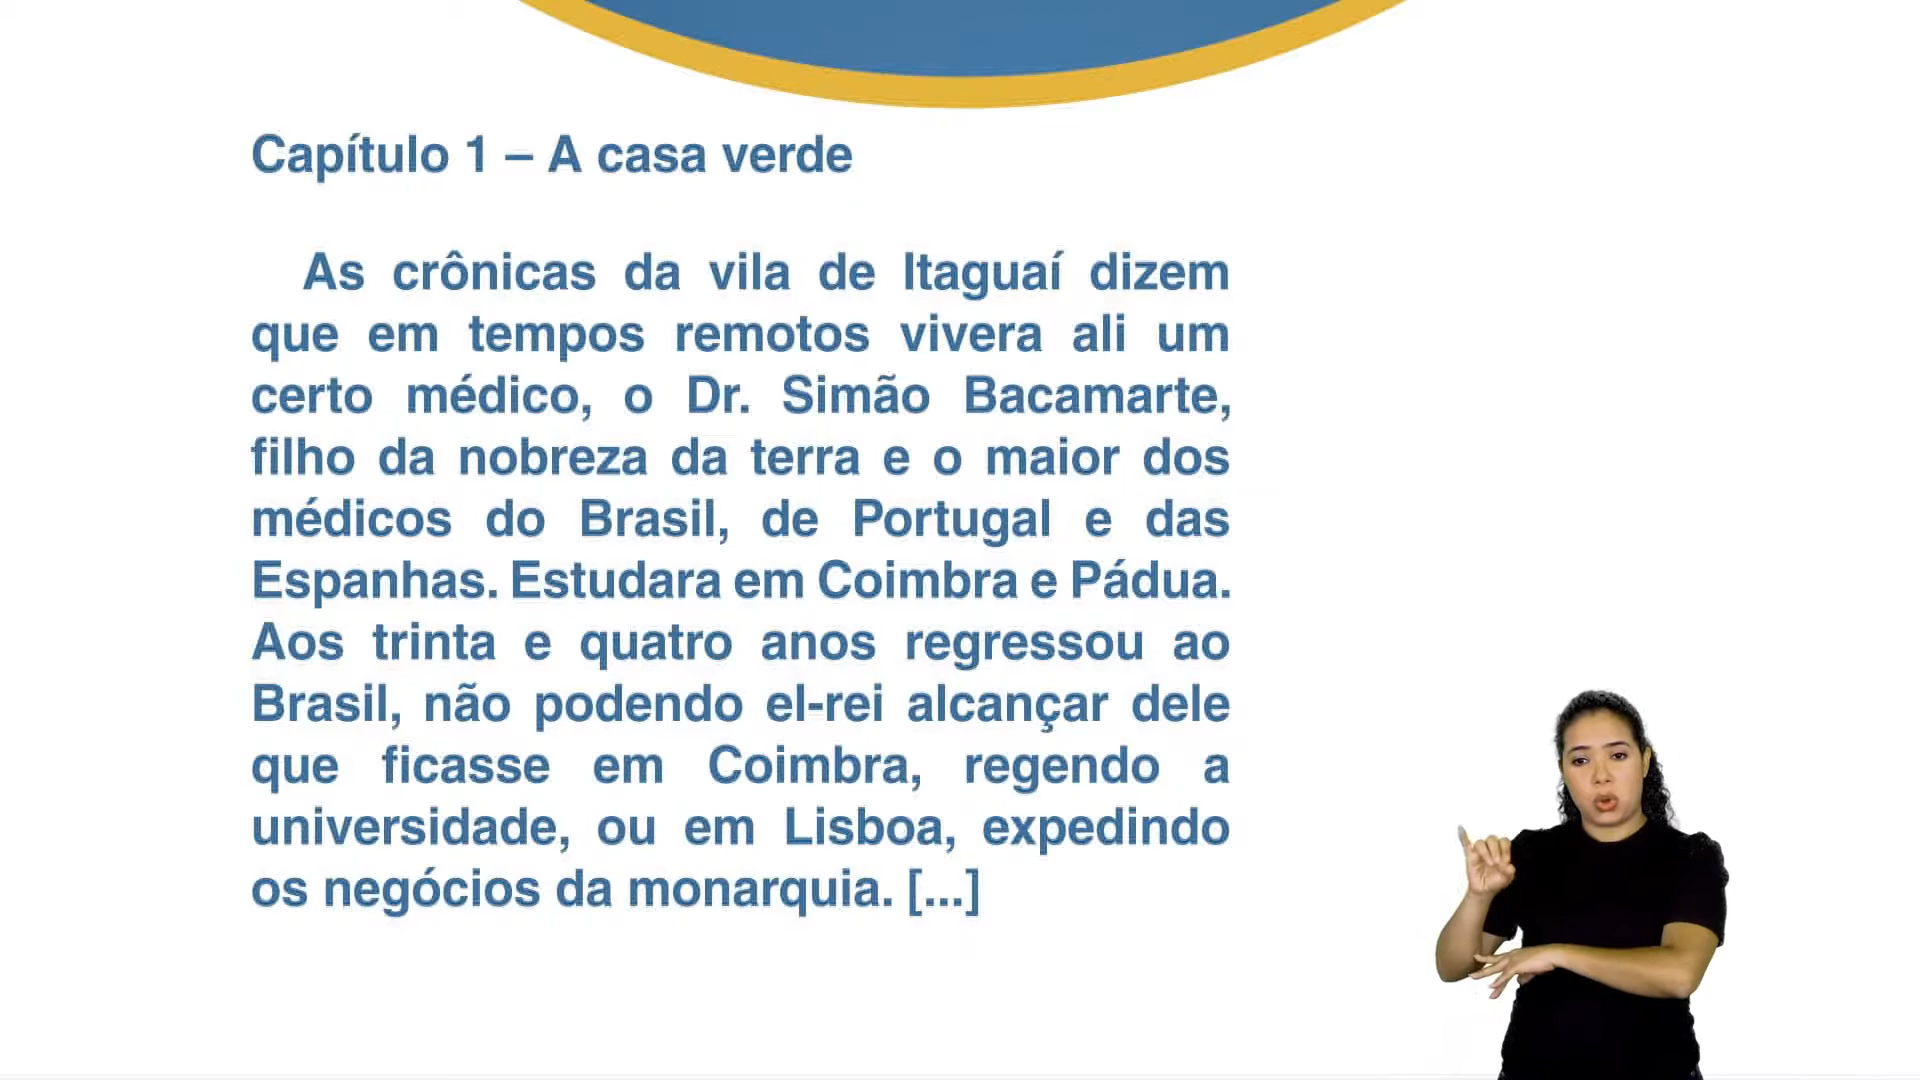 Capítulo 1 – A casa verde
As crônicas da vila de Itaguaí dizem
que em tempos remotos vivera ali um
certo médico, o Dr. Simão Bacamarte,
filho da nobreza da terra e o maior dos
médicos do Brasil, de Portugal e das
Espanhas. Estudara em Coimbra e Pádua.
Aos trinta e quatro anos regressou ao
Brasil, não podendo el-rei alcançar dele
que ficasse em Coimbra, regendo a
universidade, ou em Lisboa, expedindo
os negócios da monarquia. [...]